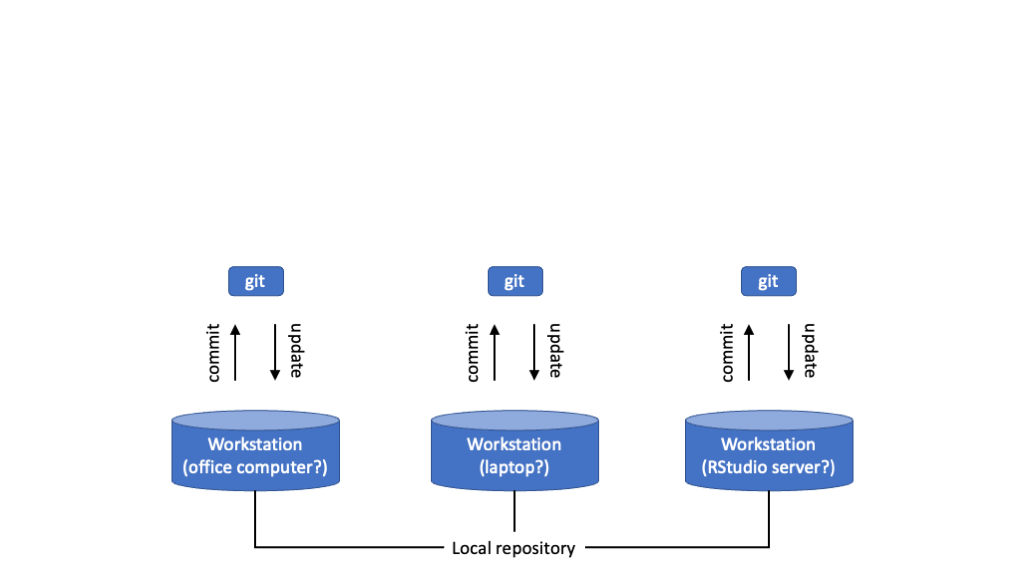 git
git
git
commit
update
commit
update
commit
update
Workstation
(office computer?)
Workstation
(laptop?)
Workstation
(RStudio server?)
Local repository